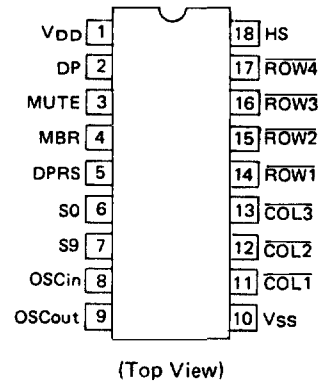 VDD 1 18 HS
DP 2 17 ROW4
MUTE 3 16 ROW3
MBR 4 15 ROW2
DPRS 5 14 ROW1
S0 6 13 COL3
S9 7 12 COL2
OSCin 8 11 COL1
OSCout 9 10 VSS
(Top View)